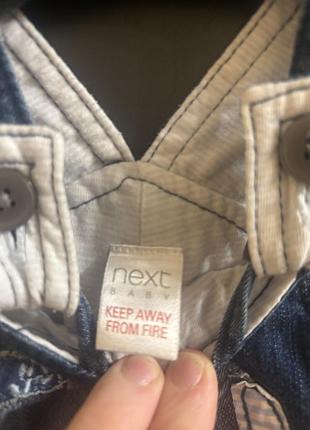 next
BABY
KEEP AWAY
FROM FIRE